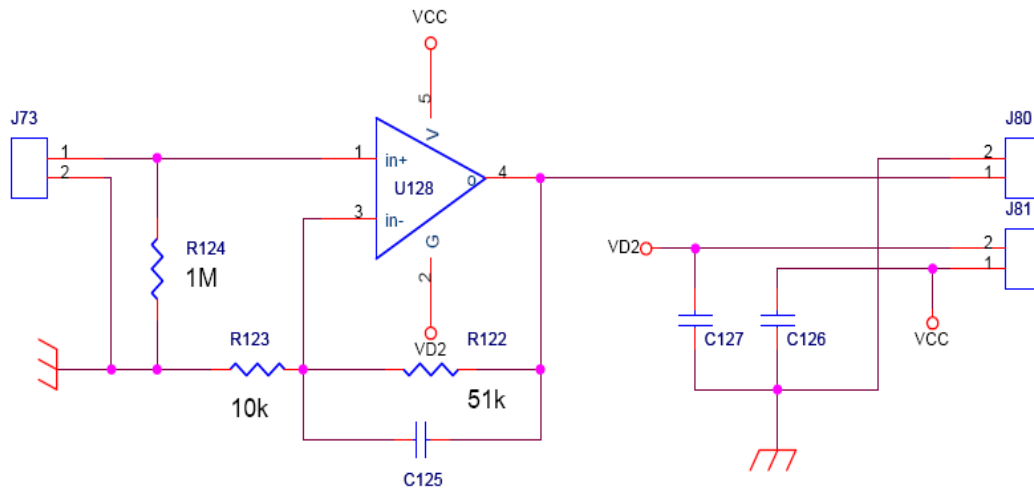 VCC
J73
1
2
5
V
1
in+
U128
o
4
3
in-
G
2
VD2
R124
1M
R123
10k
R122
51k
C125
J80
2
1
J81
VD2
2
1
C127
C126
VCC